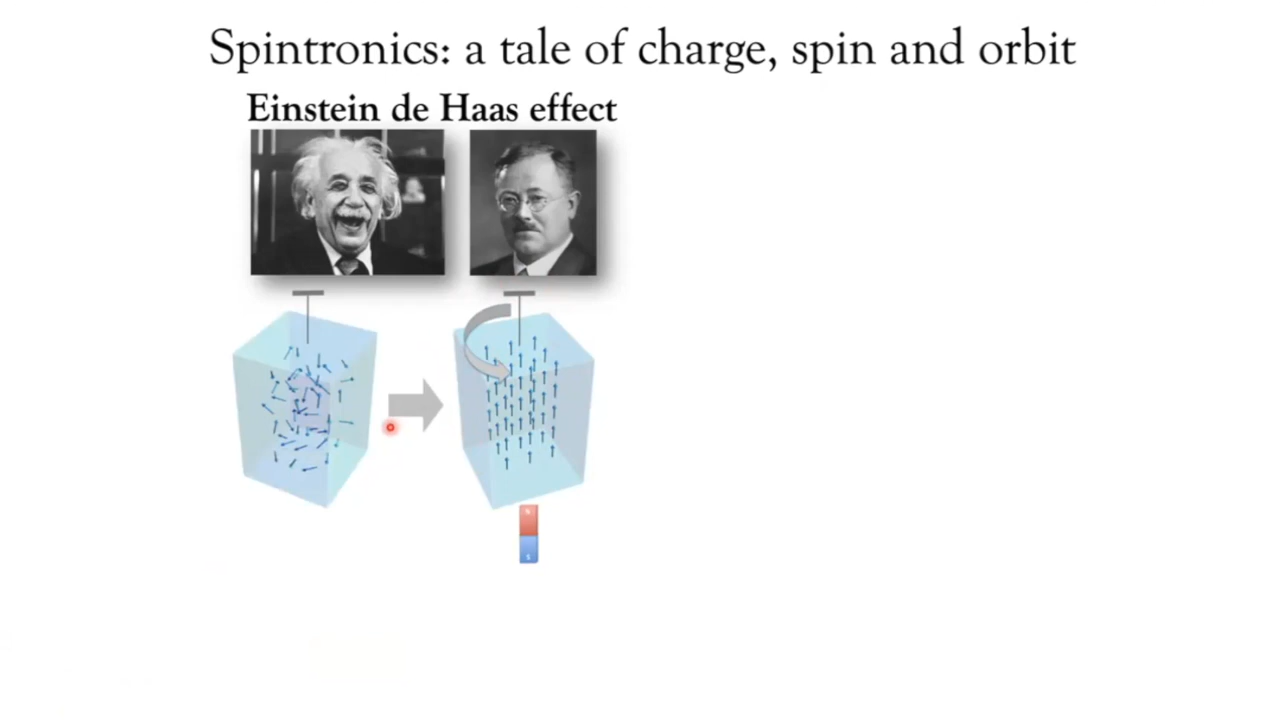 Spintronics: a tale of charge, spin and orbit
Einstein de Haas effect
N
S